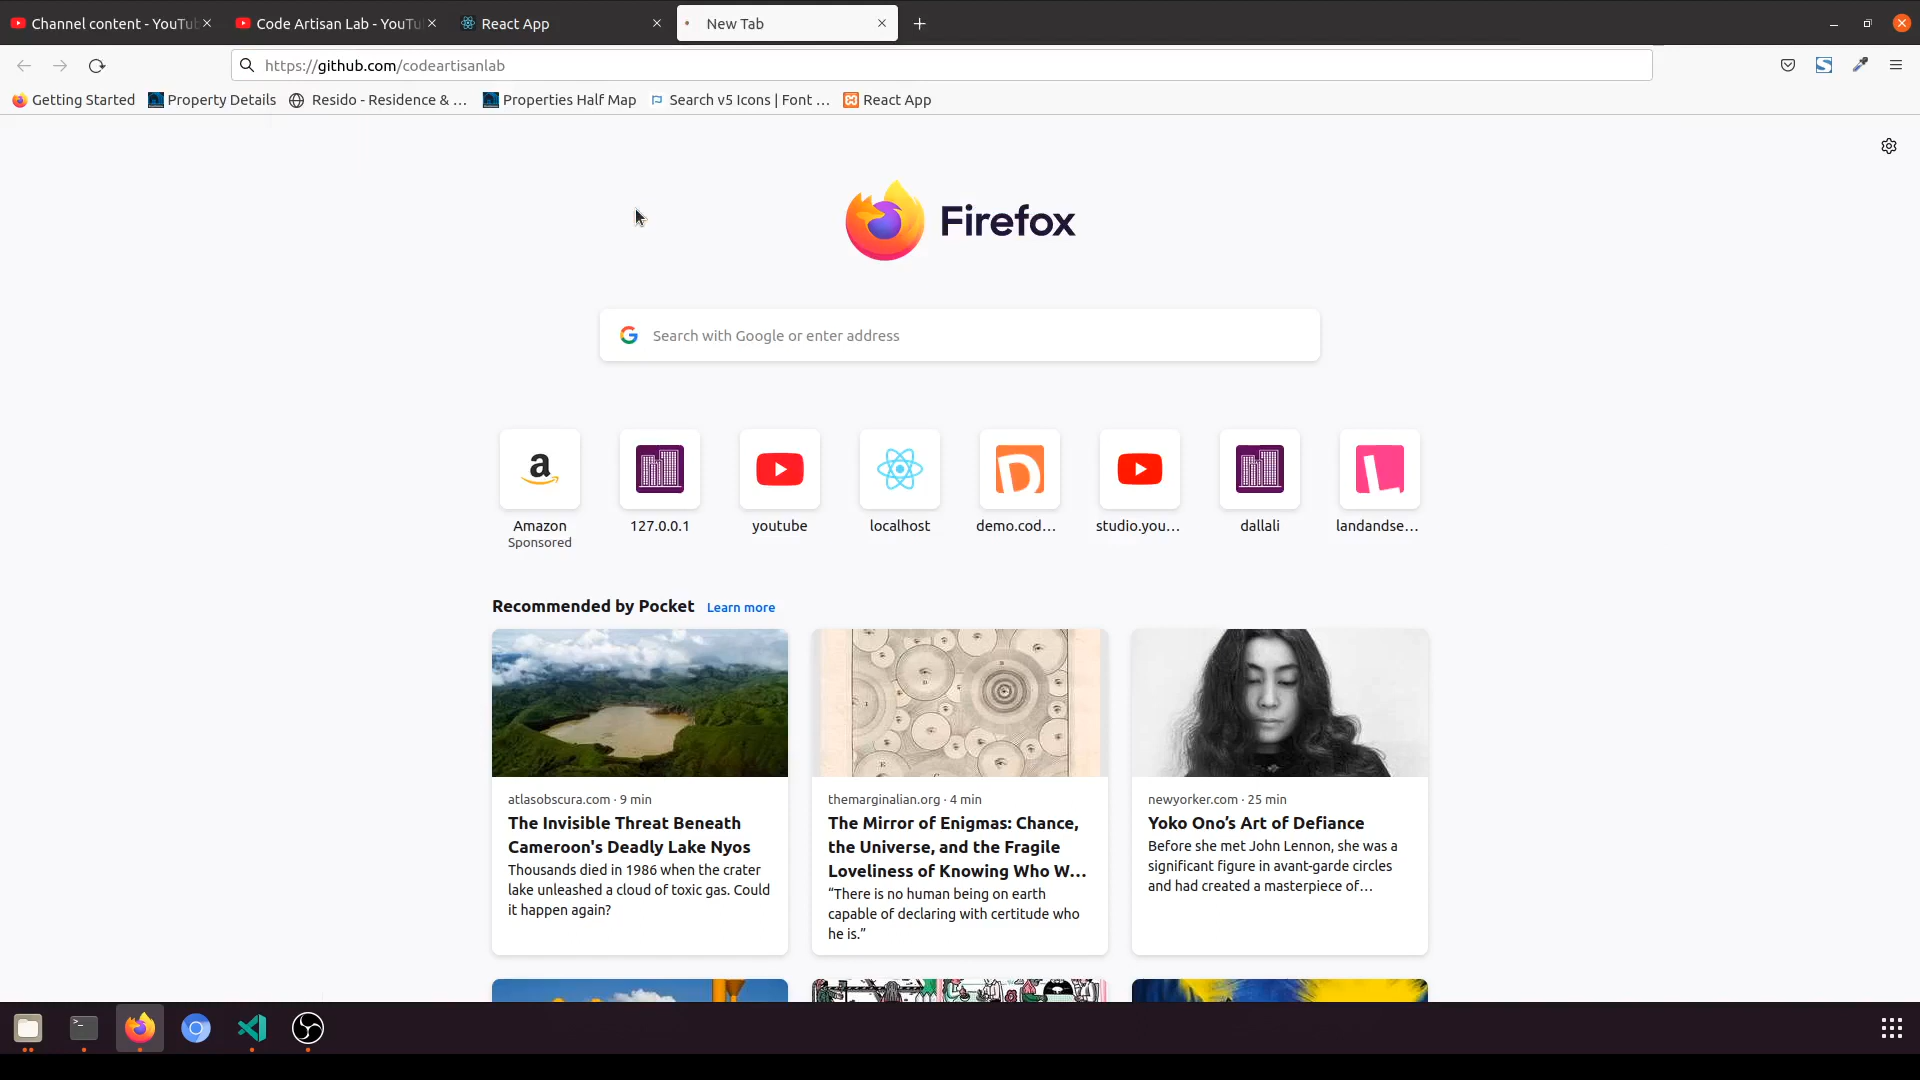 Channel content - YouTub
Code Artisan Lab - YouTu
React App
New Tab
https://github.com/codeartisanlab
Getting Started
Property Details
Resido - Residence & ...
Properties Half Map
Search v5 Icons | Font ...
React App
Firefox
Search with Google or enter address
Amazon
Sponsored
127.0.0.1
youtube
localhost
demo.cod...
studio.you...
dallali
landandse...
Recommended by Pocket
Learn more
atlasobscura.com · 9 min
The Invisible Threat Beneath
Cameroon's Deadly Lake Nyos
Thousands died in 1986 when the crater
lake unleashed a cloud of toxic gas. Could
it happen again?
themarginalian.org · 4 min
The Mirror of Enigmas: Chance,
the Universe, and the Fragile
Loveliness of Knowing Who W...
“There is no human being on earth
capable of declaring with certitude who
he is.”
newyorker.com · 25 min
Yoko Ono’s Art of Defiance
Before she met John Lennon, she was a
significant figure in avant-garde circles
and had created a masterpiece of...